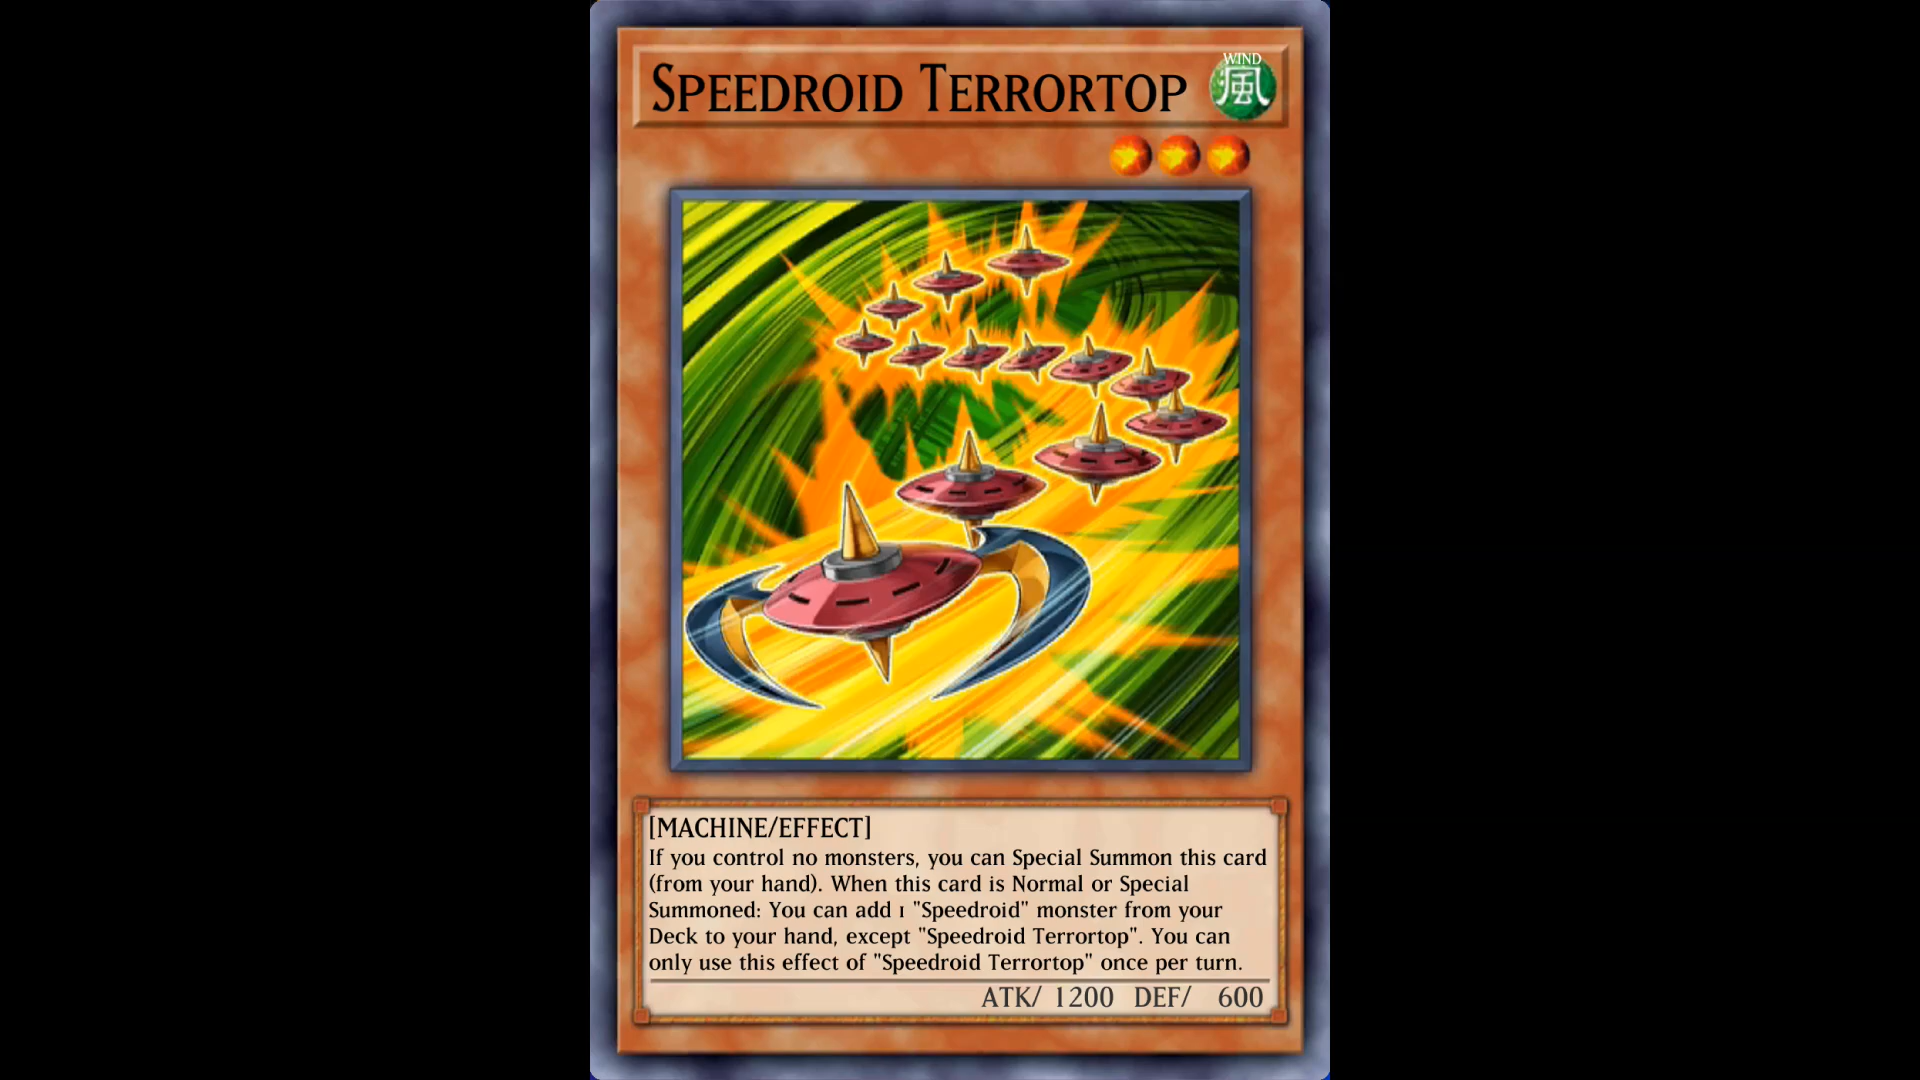 Speedroid Terrortop
WIND
風
[MACHINE/EFFECT]
If you control no monsters, you can Special Summon this card
(from your hand). When this card is Normal or Special
Summoned: You can add 1 "Speedroid" monster from your
Deck to your hand, except "Speedroid Terrortop". You can
only use this effect of "Speedroid Terrortop" once per turn.
ATK/ 1200 DEF/ 600